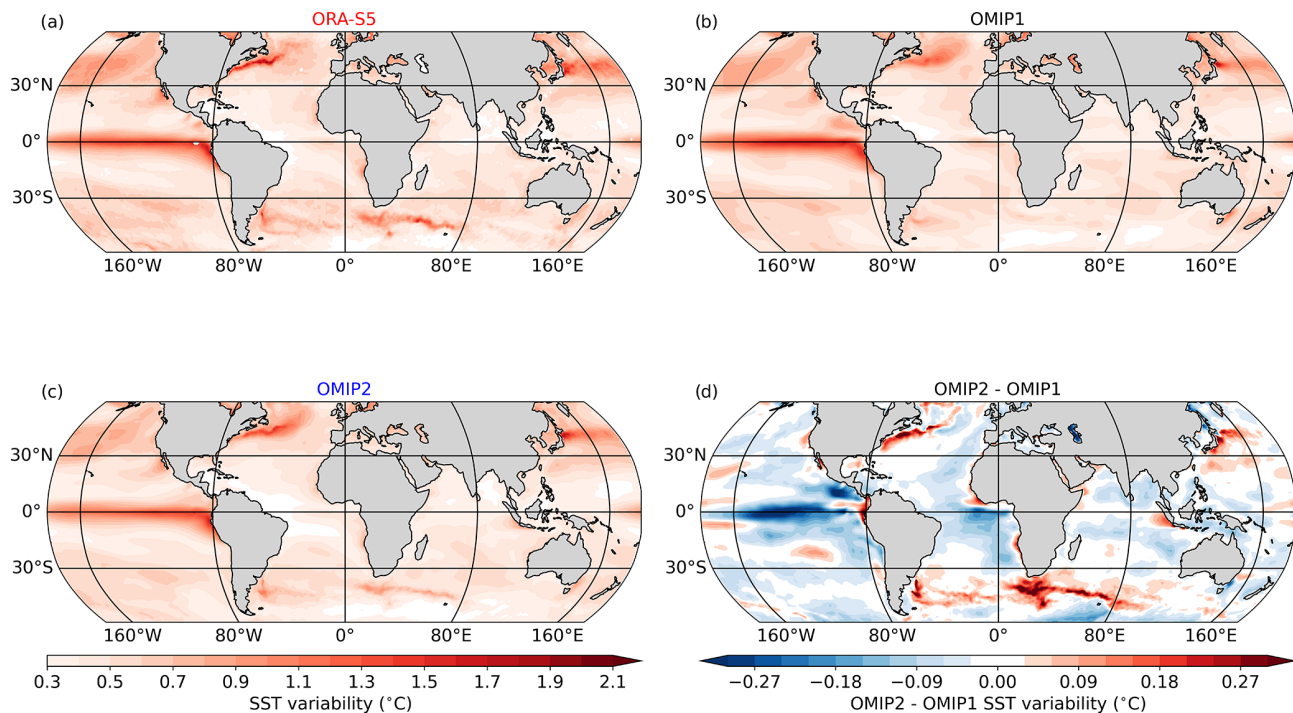 (a) ORA-S5
(b) OMIP1
30°N
30°N
0°
0°
30°S
30°S
160°W 80°W 0° 80°E 160°E
160°W 80°W 0° 80°E 160°E
(c) OMIP2
(d) OMIP2 - OMIP1
30°N
30°N
0°
0°
30°S
30°S
160°W 80°W 0° 80°E 160°E
160°W 80°W 0° 80°E 160°E
0.3 0.5 0.7 0.9 1.1 1.3 1.5 1.7 1.9 2.1
SST variability (°C)
−0.27 −0.18 −0.09 0.00 0.09 0.18 0.27
OMIP2 - OMIP1 SST variability (°C)